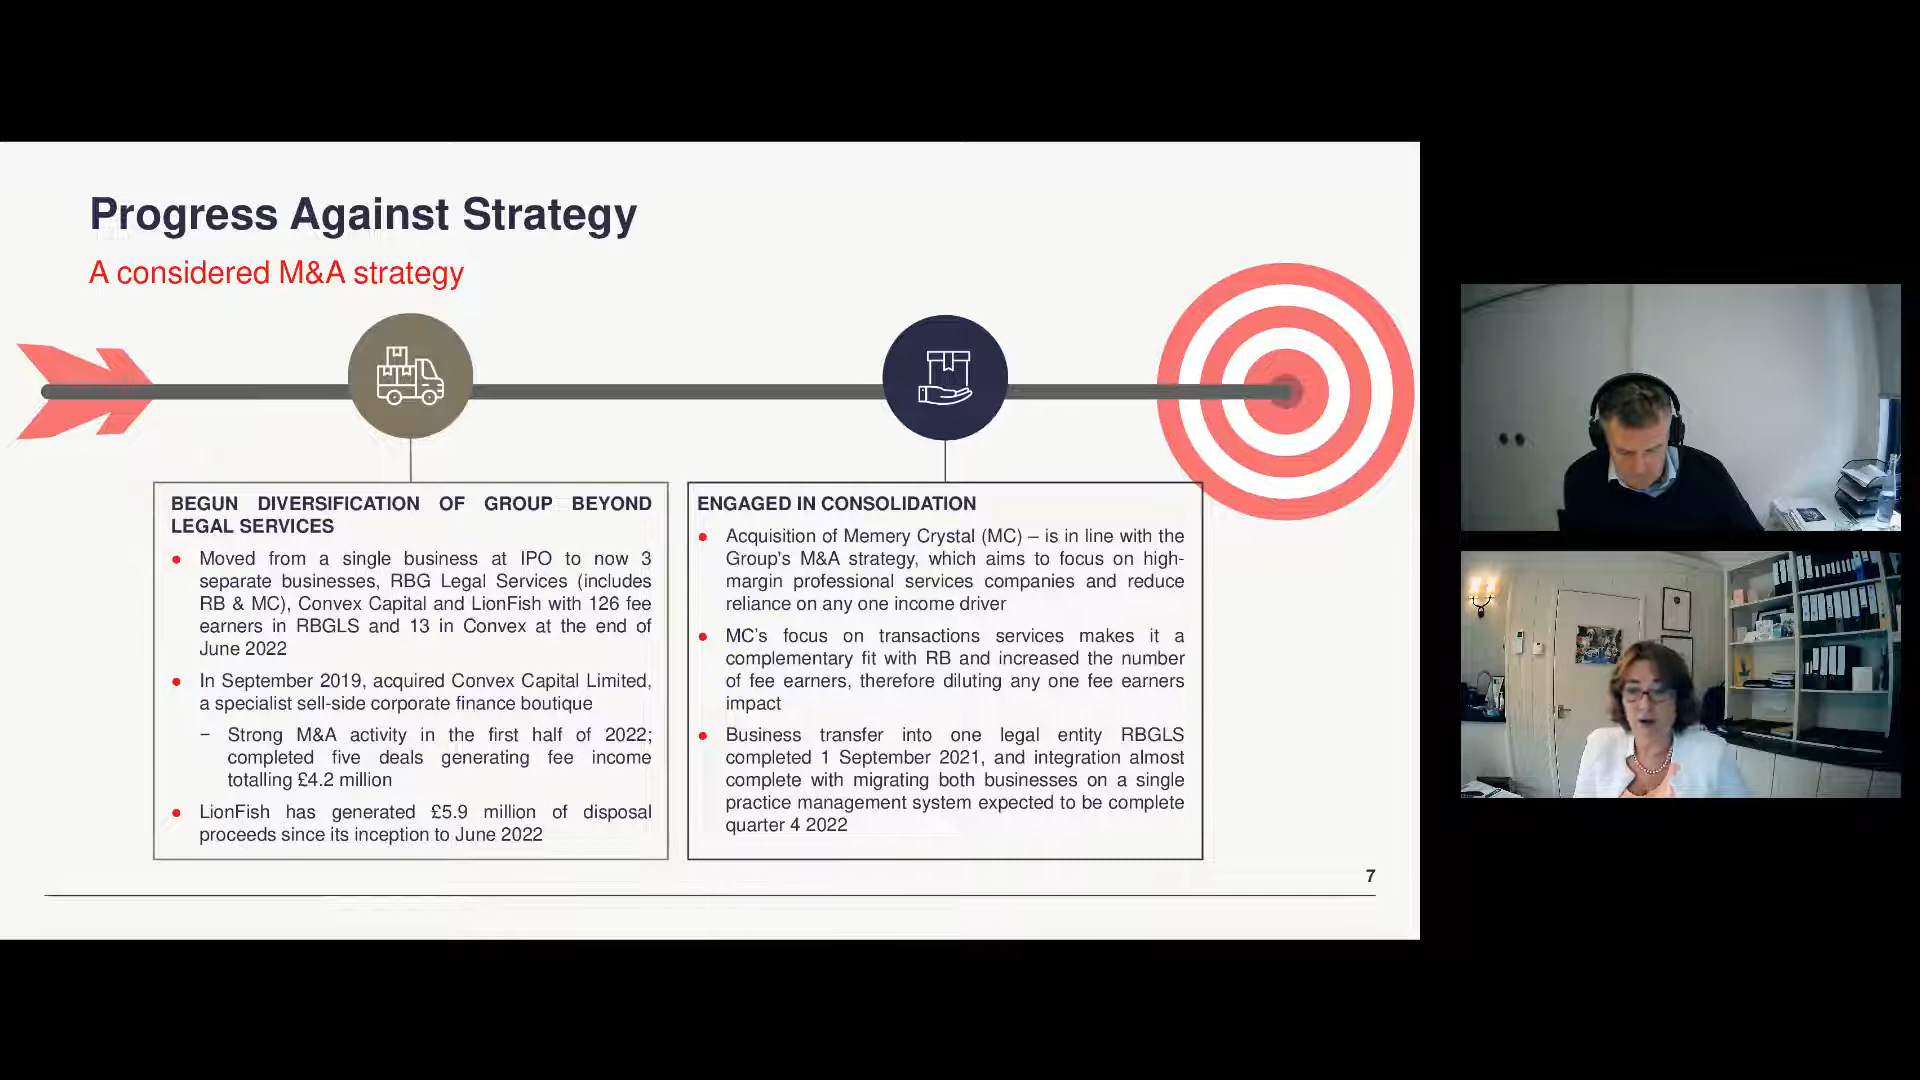 Progress Against Strategy
A considered M&A strategy
BEGUN DIVERSIFICATION OF GROUP BEYOND
LEGAL SERVICES
● Moved from a single business at IPO to now 3
separate businesses, RBG Legal Services (includes
RB & MC), Convex Capital and LionFish with 126 fee
earners in RBGLS and 13 in Convex at the end of
June 2022
● In September 2019, acquired Convex Capital Limited,
a specialist sell-side corporate finance boutique
– Strong M&A activity in the first half of 2022;
completed five deals generating fee income
totalling £4.2 million
● LionFish has generated £5.9 million of disposal
proceeds since its inception to June 2022
ENGAGED IN CONSOLIDATION
● Acquisition of Memery Crystal (MC) – is in line with the
Group's M&A strategy, which aims to focus on high-
margin professional services companies and reduce
reliance on any one income driver
● MC's focus on transactions services makes it a
complementary fit with RB and increased the number
of fee earners, therefore diluting any one fee earners
impact
● Business transfer into one legal entity RBGLS
completed 1 September 2021, and integration almost
complete with migrating both businesses on a single
practice management system expected to be complete
quarter 4 2022
7